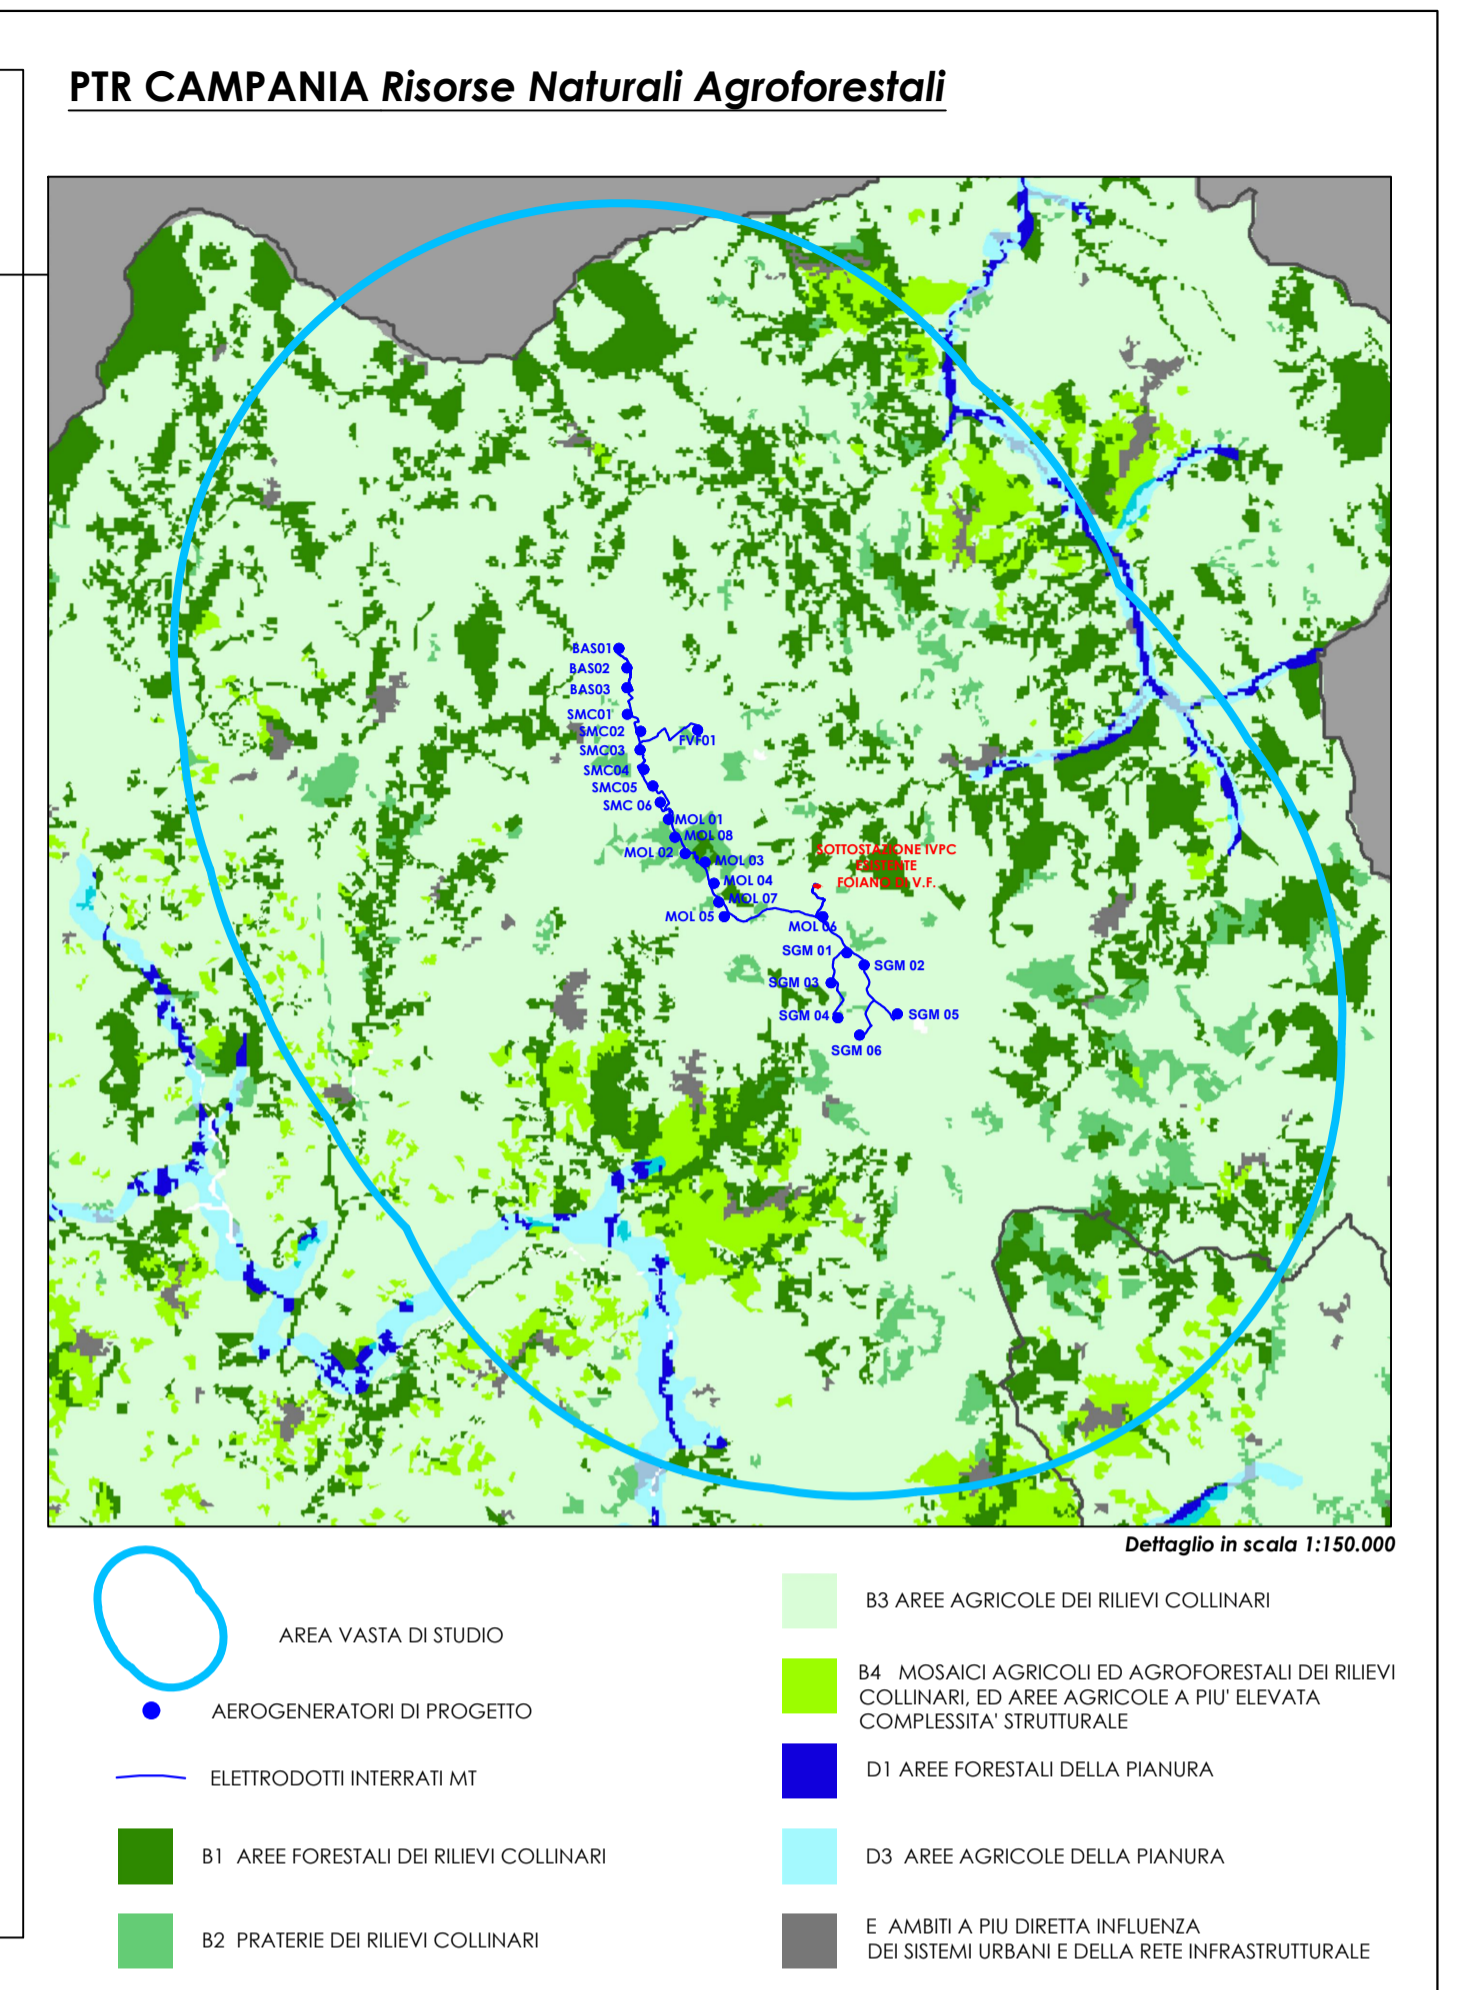 PTR CAMPANIA Risorse Naturali Agroforestali
BAS01
BAS02
BAS03
SMC01
SMC02
FVF01
SMC03
SMC04
SMC05
SMC 06
MOL 01
MOL 08
MOL 02
MOL 03
MOL 04
MOL 07
MOL 05
SOTTOSTAZIONE IVPC
ESISTENTE
FOIANO DI V.F.
MOL 06
SGM 01
SGM 02
SGM 03
SGM 04
SGM 05
SGM 06
Dettaglio in scala 1:150.000
AREA VASTA DI STUDIO
AEROGENERATORI DI PROGETTO
ELETTRODOTTI INTERRATI MT
B1 AREE FORESTALI DEI RILIEVI COLLINARI
B2 PRATERIE DEI RILIEVI COLLINARI
B3 AREE AGRICOLE DEI RILIEVI COLLINARI
B4 MOSAICI AGRICOLI ED AGROFORESTALI DEI RILIEVI
COLLINARI, ED AREE AGRICOLE A PIU' ELEVATA
COMPLESSITA' STRUTTURALE
D1 AREE FORESTALI DELLA PIANURA
D3 AREE AGRICOLE DELLA PIANURA
E AMBITI A PIU DIRETTA INFLUENZA
DEI SISTEMI URBANI E DELLA RETE INFRASTRUTTURALE